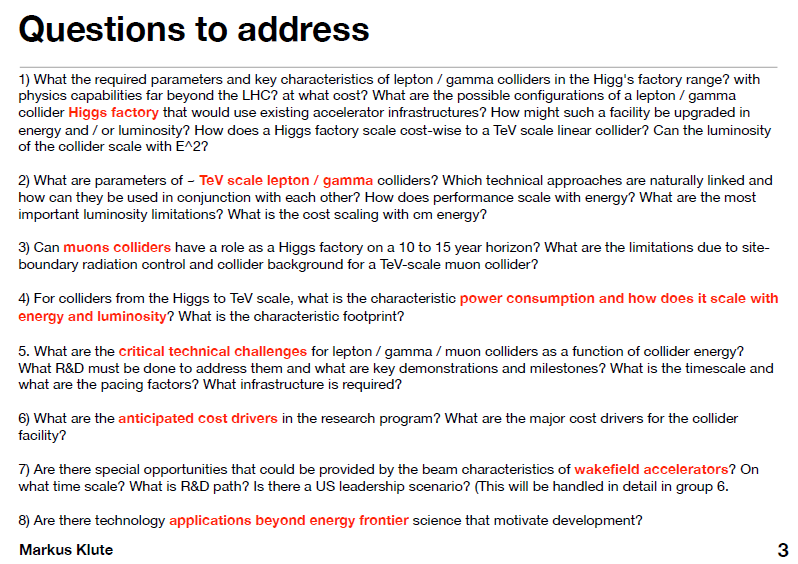 Questions to address
1) What the required parameters and key characteristics of lepton / gamma colliders in the Higg's factory range? with
physics capabilities far beyond the LHC? at what cost? What are the possible configurations of a lepton / gamma
collider Higgs factory that would use existing accelerator infrastructures? How might such a facility be upgraded in
energy and / or luminosity? How does a Higgs factory scale cost-wise to a TeV scale linear collider? Can the luminosity
of the collider scale with E^2?
2) What are parameters of – TeV scale lepton / gamma colliders? Which technical approaches are naturally linked and
how can they be used in conjunction with each other? How does performance scale with energy? What are the most
important luminosity limitations? What is the cost scaling with cm energy?
3) Can muons colliders have a role as a Higgs factory on a 10 to 15 year horizon? What are the limitations due to site-
boundary radiation control and collider background for a TeV-scale muon collider?
4) For colliders from the Higgs to TeV scale, what is the characteristic power consumption and how does it scale with
energy and luminosity? What is the characteristic footprint?
5. What are the critical technical challenges for lepton / gamma / muon colliders as a function of collider energy?
What R&D must be done to address them and what are key demonstrations and milestones? What is the timescale and
what are the pacing factors? What infrastructure is required?
6) What are the anticipated cost drivers in the research program? What are the major cost drivers for the collider
facility?
7) Are there special opportunities that could be provided by the beam characteristics of wakefield accelerators? On
what time scale? What is R&D path? Is there a US leadership scenario? (This will be handled in detail in group 6.
8) Are there technology applications beyond energy frontier science that motivate development?
Markus Klute
3